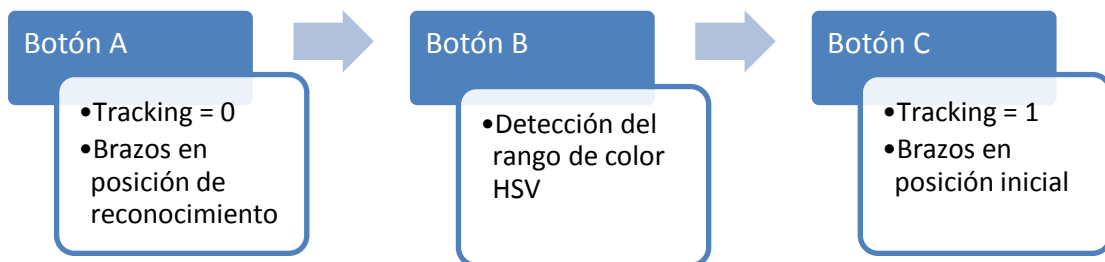 Botón A
•Tracking = 0
•Brazos en
posición de
reconocimiento
Botón B
•Detección del
rango de color
HSV
Botón C
•Tracking = 1
•Brazos en
posición inicial